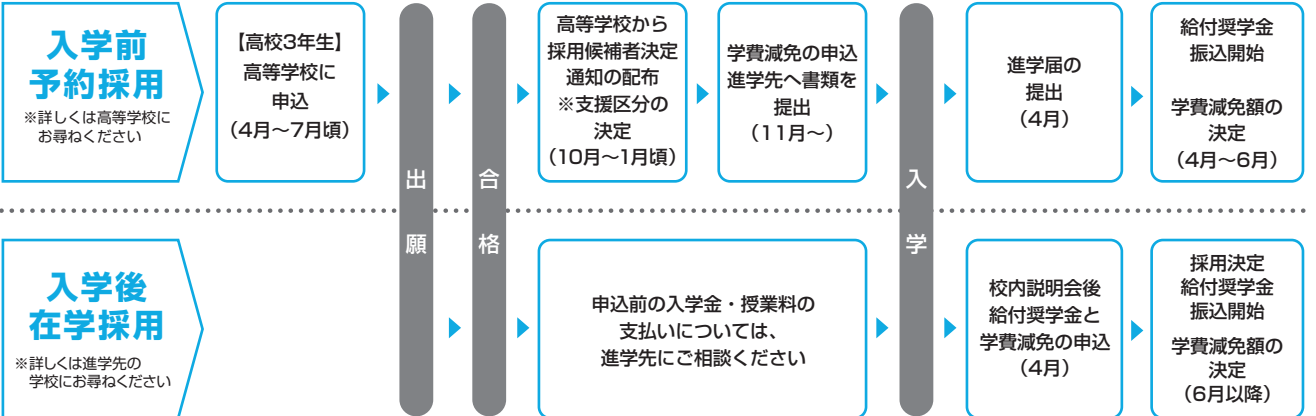 入学前
予約採用
※詳しくは高等学校に
お尋ねください
【高校3年生】
高等学校に
申込
（4月〜7月頃）
出願
合格
高等学校から
採用候補者決定
通知の配布
※支援区分の
決定
（10月〜1月頃）
学費減免の申込
進学先へ書類を
提出
（11月〜）
入学
進学届の
提出
（4月）
給付奨学金
振込開始
学費減免額の
決定
（4月〜6月）
入学後
在学採用
※詳しくは進学先の
学校にお尋ねください
申込前の入学金・授業料の
支払いについては、
進学先にご相談ください
校内説明会後
給付奨学金と
学費減免の申込
（4月）
採用決定
給付奨学金
振込開始
学費減免額の
決定
（6月以降）